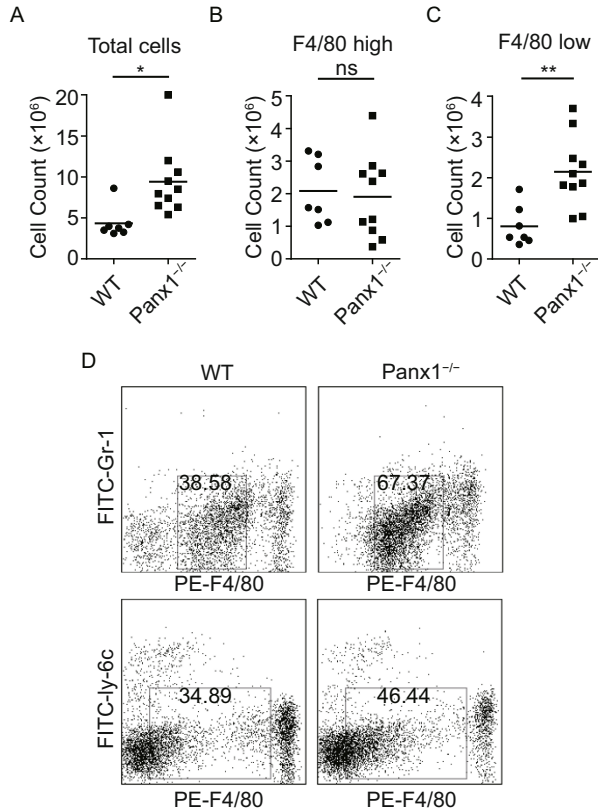 A
Total cells
*
Cell Count (×10⁶)
20
15
10
5
0
WT
Panx1⁻/⁻
B
F4/80 high
ns
Cell Count (×10⁶)
5
4
3
2
1
0
WT
Panx1⁻/⁻
C
F4/80 low
**
Cell Count (×10⁶)
4
3
2
1
0
WT
Panx1⁻/⁻
D
WT
Panx1⁻/⁻
FITC-Gr-1
38.58
67.37
PE-F4/80
PE-F4/80
FITC-ly-6c
34.89
46.44
PE-F4/80
PE-F4/80